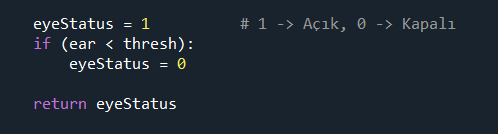 eyeStatus = 1          # 1 -> Açık, 0 -> Kapalı
if (ear < thresh):
    eyeStatus = 0

return eyeStatus